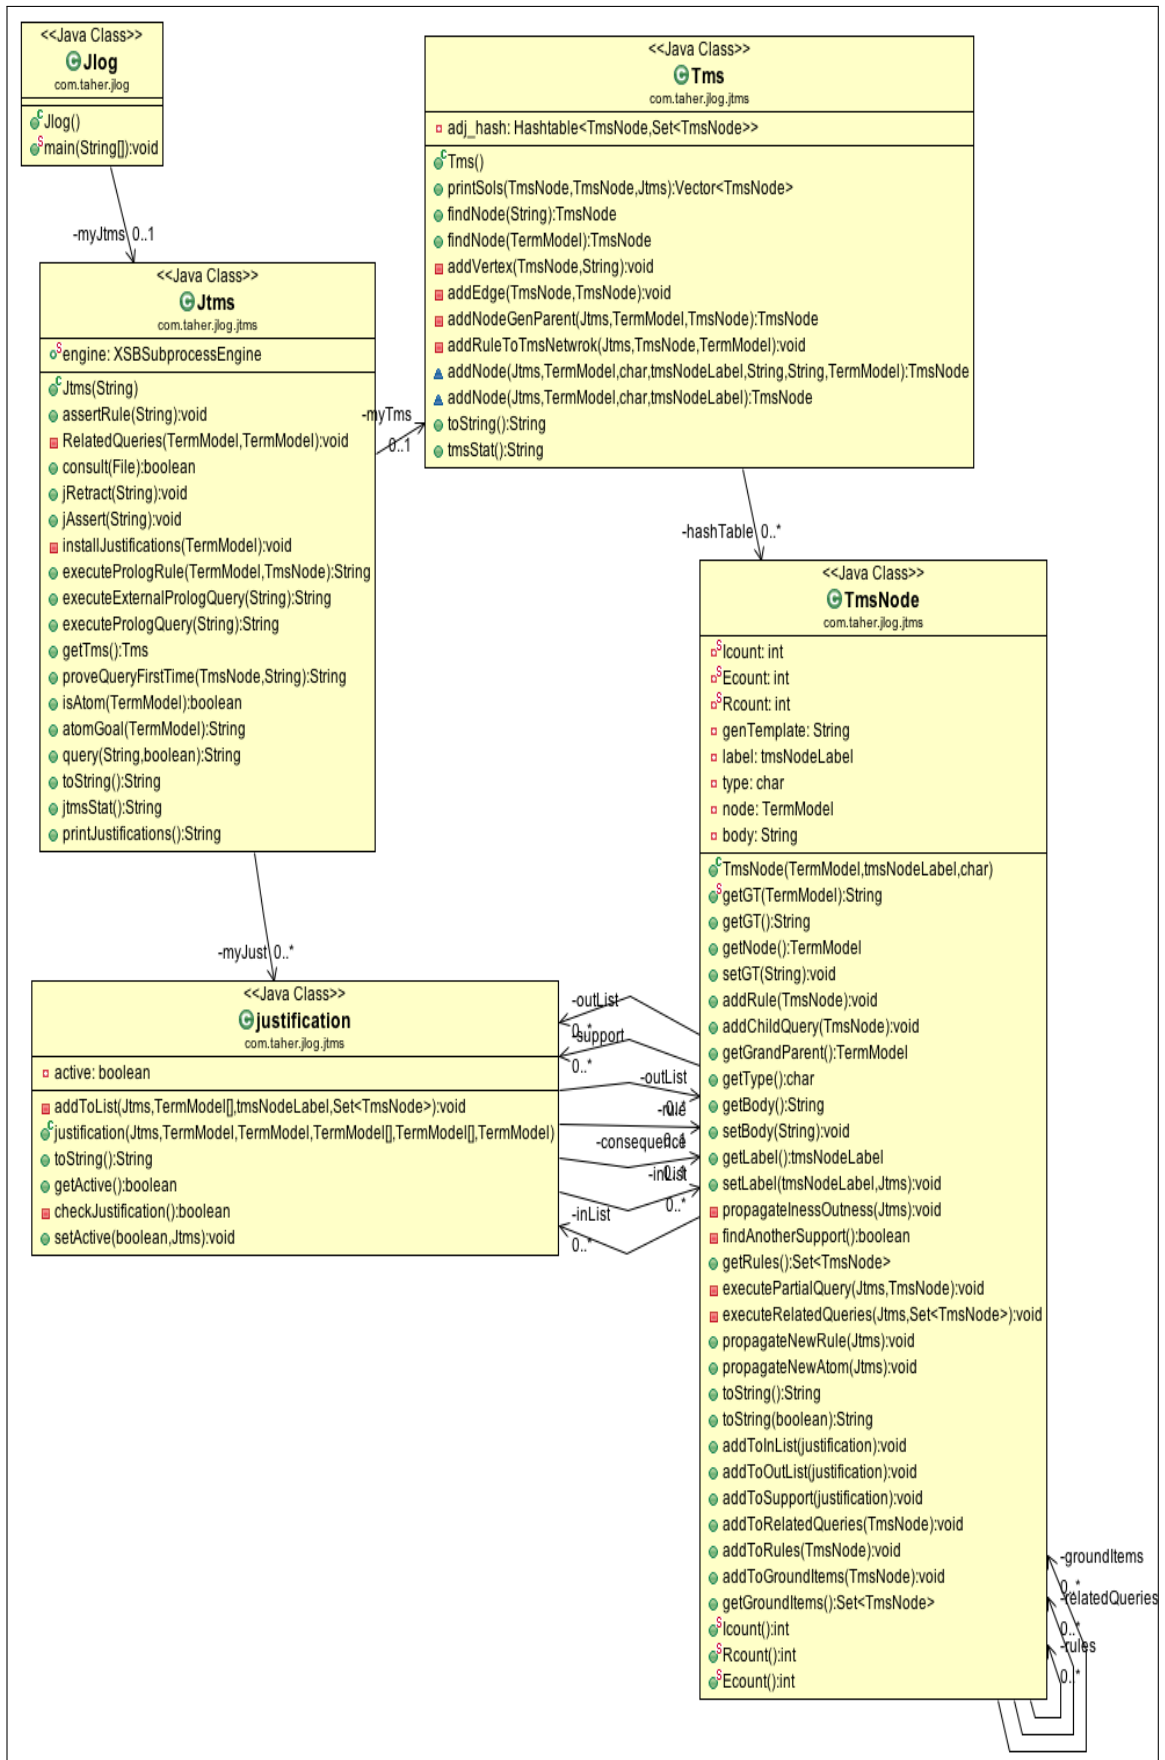 <<Java Class>>
Jlog
com.taher.jlog
Jlog()
main(String[]):void
-myJtms 0..1
<<Java Class>>
Jtms
com.taher.jlog.jtms
engine: XSBSubprocessEngine
Jtms(String)
assertRule(String):void
RelatedQueries(TermModel,TermModel):void
consult(File):boolean
jRetract(String):void
jAssert(String):void
installJustifications(TermModel):void
executePrologRule(TermModel,TmsNode):String
executeExternalPrologQuery(String):String
executePrologQuery(String):String
getTms():Tms
proveQueryFirstTime(TmsNode,String):String
isAtom(TermModel):boolean
atomGoal(TermModel):String
query(String,boolean):String
toString():String
jtmsStat():String
printJustifications():String
-myTms
0..1
<<Java Class>>
Tms
com.taher.jlog.jtms
adj_hash: Hashtable<TmsNode,Set<TmsNode>>
Tms()
printSols(TmsNode,TmsNode,Jtms):Vector<TmsNode>
findNode(String):TmsNode
findNode(TermModel):TmsNode
addVertex(TmsNode,String):void
addEdge(TmsNode,TmsNode):void
addNodeGenParent(Jtms,TermModel,TmsNode):TmsNode
addRuleToTmsNetwrok(Jtms,TmsNode,TermModel):void
addNode(Jtms,TermModel,char,tmsNodeLabel,String,String,TermModel):TmsNode
addNode(Jtms,TermModel,char,tmsNodeLabel):TmsNode
toString():String
tmsStat():String
-hashTable 0..*
-myJust 0..*
<<Java Class>>
justification
com.taher.jlog.jtms
active: boolean
addToList(Jtms,TermModel[],tmsNodeLabel,Set<TmsNode>):void
justification(Jtms,TermModel,TermModel,TermModel[],TermModel[],TermModel)
toString():String
getActive():boolean
checkJustification():boolean
setActive(boolean,Jtms):void
-outList
0..*
-support
0..*
-outList
0..*
-rule
0..1
-consequence
0..1
-inList
0..*
-inList
0..*
<<Java Class>>
TmsNode
com.taher.jlog.jtms
Icount: int
Ecount: int
Rcount: int
genTemplate: String
label: tmsNodeLabel
type: char
node: TermModel
body: String
TmsNode(TermModel,tmsNodeLabel,char)
getGT(TermModel):String
getGT():String
getNode():TermModel
setGT(String):void
addRule(TmsNode):void
addChildQuery(TmsNode):void
getGrandParent():TermModel
getType():char
getBody():String
setBody(String):void
getLabel():tmsNodeLabel
setLabel(tmsNodeLabel,Jtms):void
propagateInessOutness(Jtms):void
findAnotherSupport():boolean
getRules():Set<TmsNode>
executePartialQuery(Jtms,TmsNode):void
executeRelatedQueries(Jtms,Set<TmsNode>):void
propagateNewRule(Jtms):void
propagateNewAtom(Jtms):void
toString():String
toString(boolean):String
addToInList(justification):void
addToOutList(justification):void
addToSupport(justification):void
addToRelatedQueries(TmsNode):void
addToRules(TmsNode):void
addToGroundItems(TmsNode):void
getGroundItems():Set<TmsNode>
Icount():int
Rcount():int
Ecount():int
-groundItems
0..*
-relatedQueries
0..*
-rules
0..*